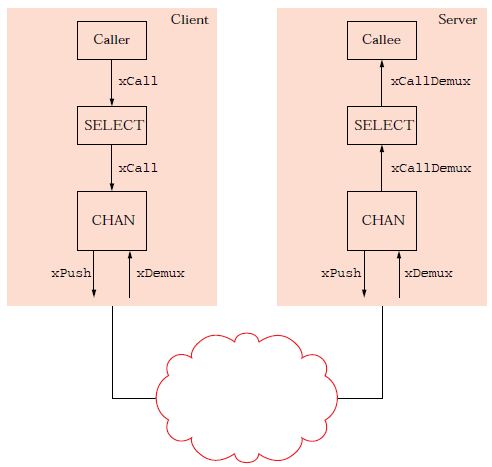 Client
Caller
xCall
SELECT
xCall
CHAN
xPush
xDemux
Server
Callee
xCallDemux
SELECT
xCallDemux
CHAN
xPush
xDemux